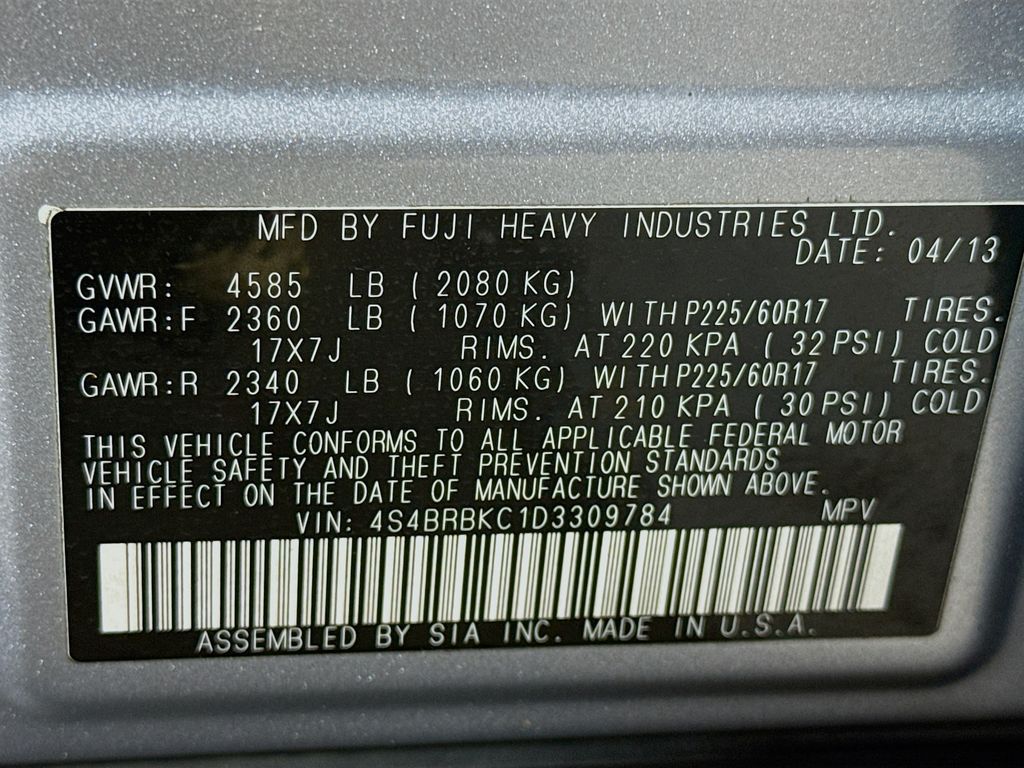 MFD BY FUJI HEAVY INDUSTRIES LTD.
DATE: 04/13
GVWR: 4585 LB ( 2080 KG)
GAWR:F 2360 LB ( 1070 KG) WITH P225/60R17 TIRES.
17X7J RIMS. AT 220 KPA ( 32 PSI) COLD
GAWR:R 2340 LB ( 1060 KG) WITH P225/60R17 TIRES.
17X7J RIMS. AT 210 KPA ( 30 PSI) COLD
THIS VEHICLE CONFORMS TO ALL APPLICABLE FEDERAL MOTOR
VEHICLE SAFETY AND THEFT PREVENTION STANDARDS
IN EFFECT ON THE DATE OF MANUFACTURE SHOWN ABOVE.
VIN: 4S4BRBKC1D3309784 MPV
ASSEMBLED BY SIA INC. MADE IN U.S.A.